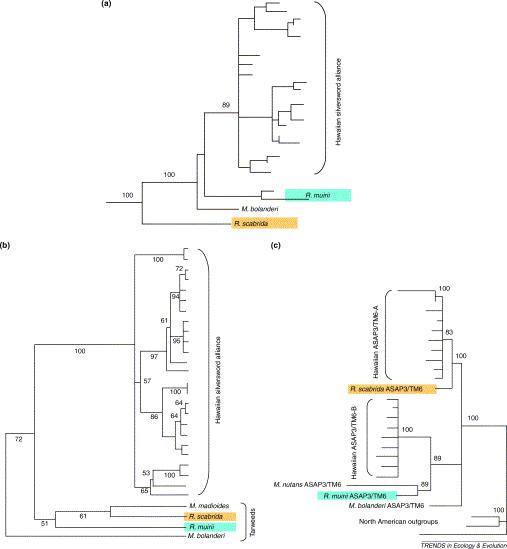 (a)
89
Hawaiian silversword alliance
100
R. muirii
100
M. bolanderi
R. scabrida
(b)
100
72
94
61
95
97
100
57
100
86
64
64
Hawaiian silversword alliance
53
100
65
72
M. madioides
61
R. scabrida
51
R. muirii
M. bolanderi
Tarweeds
(c)
100
Hawaiian ASAP3/TM6-A
83
100
R. scabrida ASAP3/TM6
Hawaiian ASAP3/TM6-B
100
100
89
M. nutans ASAP3/TM6
89
R. muirii ASAP3/TM6
M. bolanderi ASAP3/TM6
100
North American outgroups
TRENDS in Ecology & Evolution